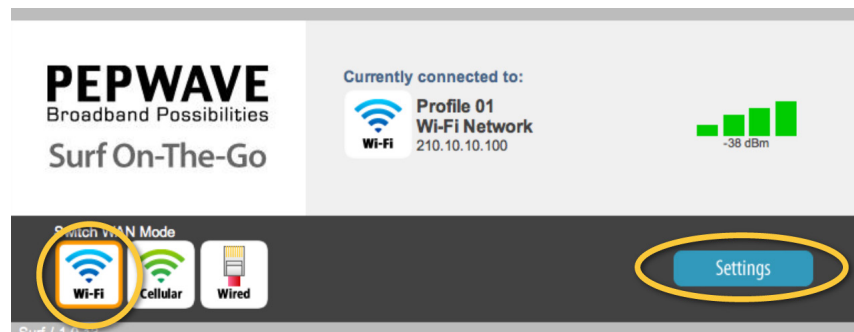 PEPWAVE
Broadband Possibilities
Surf On-The-Go
Currently connected to:
Profile 01
Wi-Fi Network
210.10.10.100
Wi-Fi
-38 dBm
Switch WAN Mode
Wi-Fi
Cellular
Wired
Settings